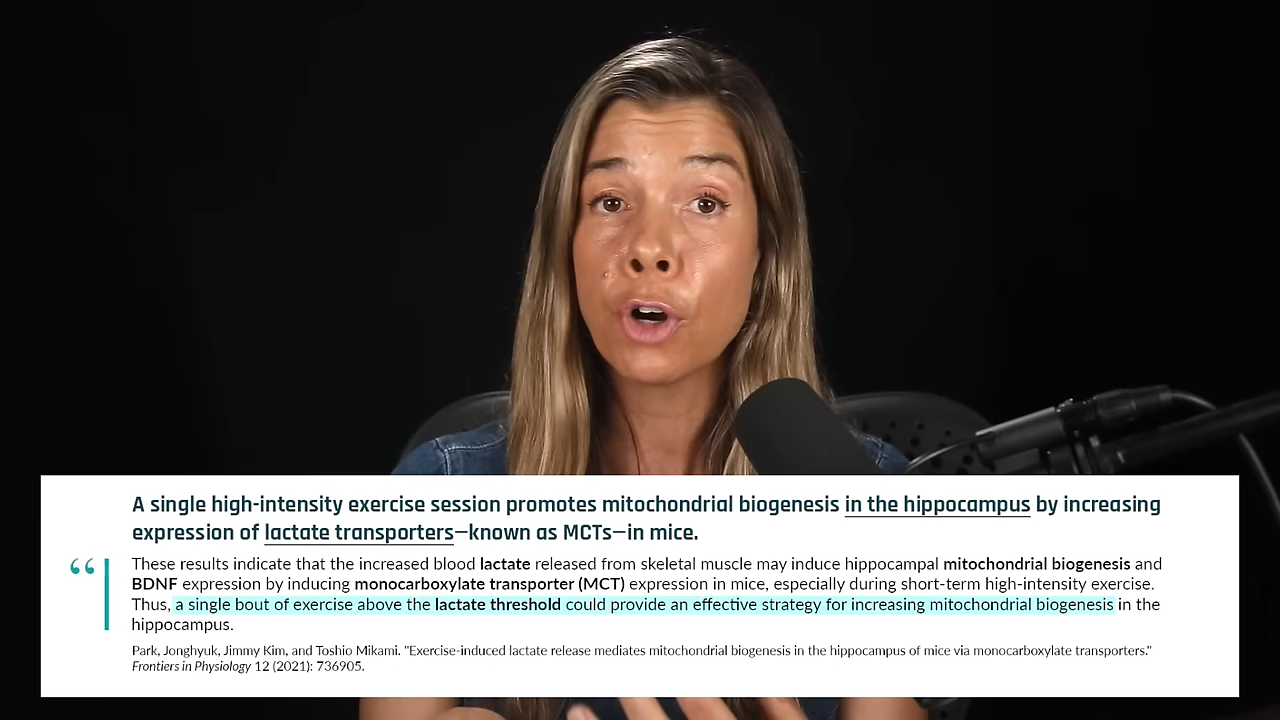 A single high-intensity exercise session promotes mitochondrial biogenesis in the hippocampus by increasing
expression of lactate transporters—known as MCTs—in mice.
“
These results indicate that the increased blood lactate released from skeletal muscle may induce hippocampal mitochondrial biogenesis and
BDNF expression by inducing monocarboxylate transporter (MCT) expression in mice, especially during short-term high-intensity exercise.
Thus, a single bout of exercise above the lactate threshold could provide an effective strategy for increasing mitochondrial biogenesis in the
hippocampus.
Park, Jonghyuk, Jimmy Kim, and Toshio Mikami. "Exercise-induced lactate release mediates mitochondrial biogenesis in the hippocampus of mice via monocarboxylate transporters."
Frontiers in Physiology 12 (2021): 736905.